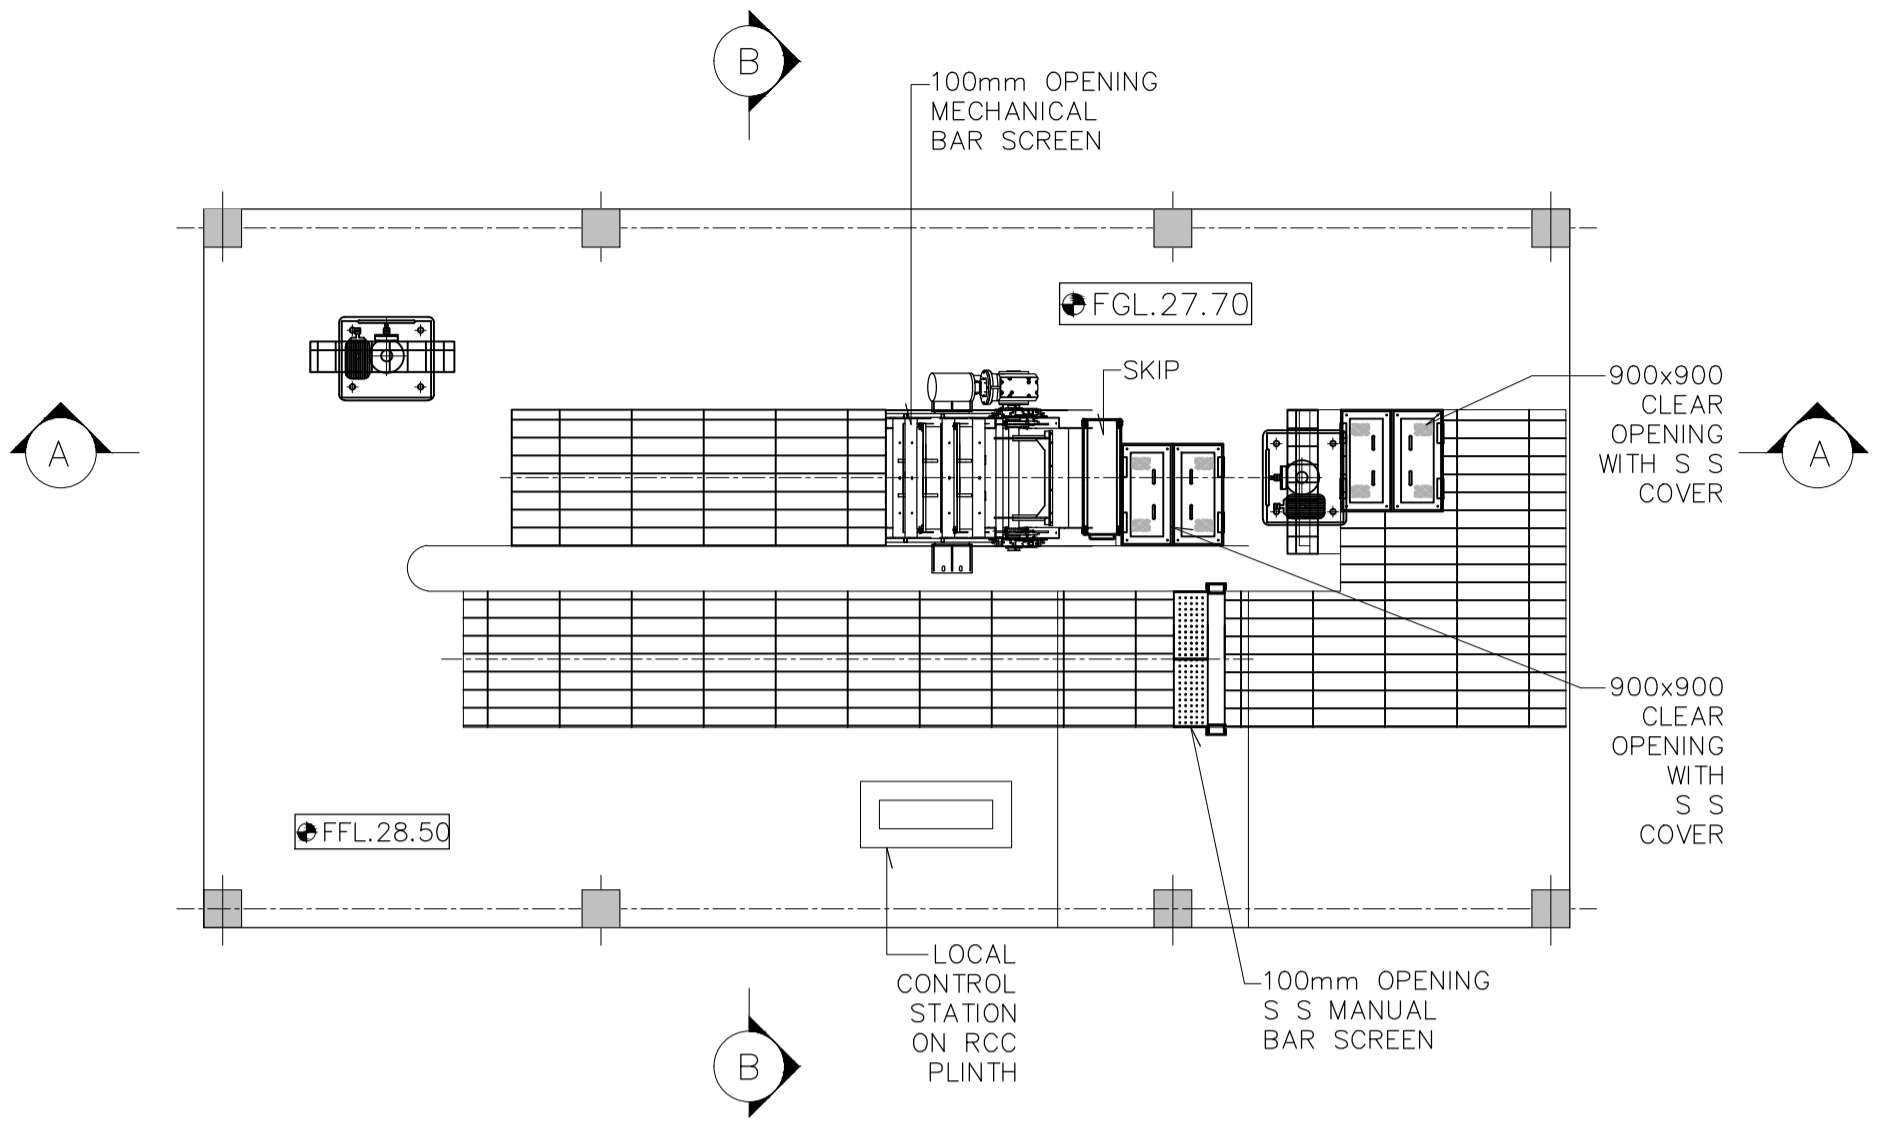 B
100mm OPENING
MECHANICAL
BAR SCREEN
FGL.27.70
SKIP
900x900
CLEAR
OPENING
WITH S S
COVER
A
A
900x900
CLEAR
OPENING
WITH
S S
COVER
FFL.28.50
LOCAL
CONTROL
STATION
ON RCC
PLINTH
100mm OPENING
S S MANUAL
BAR SCREEN
B